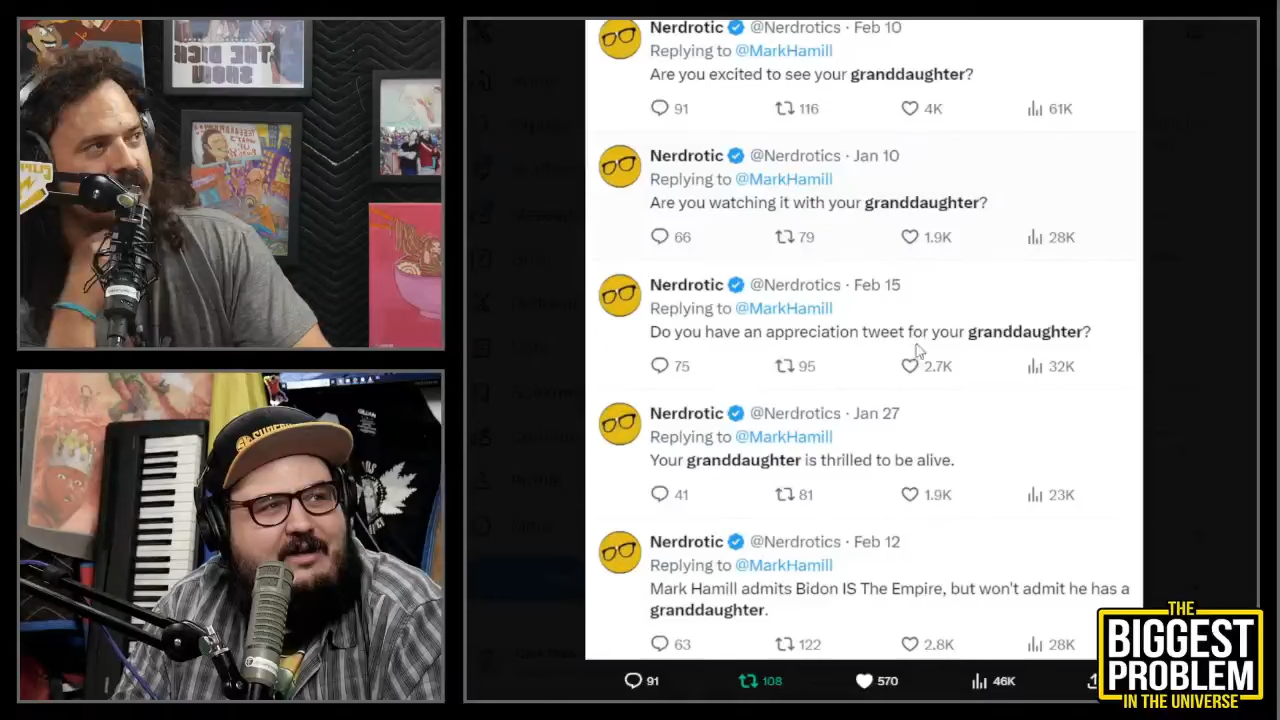 Nerdrotic @Nerdrotics · Feb 10
Replying to @MarkHamill
Are you excited to see your granddaughter?
91 116 4K 61K
Nerdrotic @Nerdrotics · Jan 10
Replying to @MarkHamill
Are you watching it with your granddaughter?
66 79 1.9K 28K
Nerdrotic @Nerdrotics · Feb 15
Replying to @MarkHamill
Do you have an appreciation tweet for your granddaughter?
75 95 2.7K 32K
Nerdrotic @Nerdrotics · Jan 27
Replying to @MarkHamill
Your granddaughter is thrilled to be alive.
41 81 1.9K 23K
Nerdrotic @Nerdrotics · Feb 12
Replying to @MarkHamill
Mark Hamill admits Bidon IS The Empire, but won't admit he has a
granddaughter.
63 122 2.8K 28K
91 108 570 46K
THE DICK
SHOW
THE
BIGGEST
PROBLEM
IN THE UNIVERSE